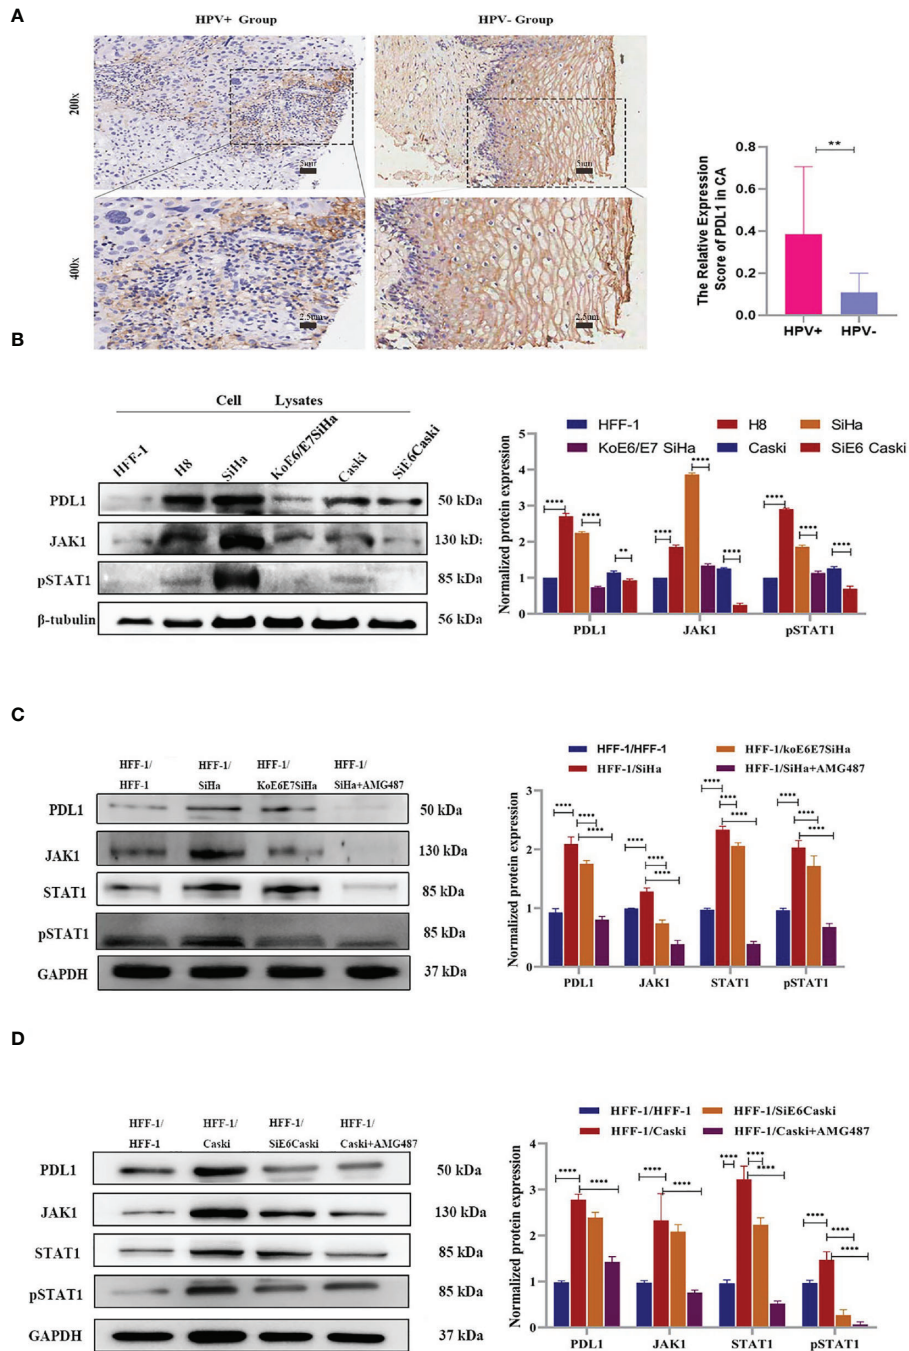 A
HPV+ Group
HPV- Group
200x
5um
5um
400x
2.5um
2.5um
The Relative Expression
Score of PDL1 in CA
0.8
0.6
0.4
0.2
0.0
**
HPV+
HPV-
B
Cell Lysates
HFF-1
H8
SiHa
KoE6/E7SiHa
Caski
SiE6Caski
PDL1
50 kDa
JAK1
130 kD:
pSTAT1
85 kDa
β-tubulin
56 kDa
HFF-1
H8
SiHa
KoE6/E7 SiHa
Caski
SiE6 Caski
Normalized protein expression
5
4
3
2
1
0
****
****
**
****
****
****
****
****
****
PDL1
JAK1
pSTAT1
C
HFF-1/
HFF-1
HFF-1/
SiHa
HFF-1/
KoE6E7SiHa
HFF-1/
SiHa+AMG487
PDL1
50 kDa
JAK1
130 kDa
STAT1
85 kDa
pSTAT1
85 kDa
GAPDH
37 kDa
HFF-1/HFF-1
HFF-1/koE6E7SiHa
HFF-1/SiHa
HFF-1/SiHa+AMG487
Normalized protein expression
3
2
1
0
****
****
****
****
****
****
****
****
****
****
****
****
PDL1
JAK1
STAT1
pSTAT1
D
HFF-1/
HFF-1
HFF-1/
Caski
HFF-1/
SiE6Caski
HFF-1/
Caski+AMG487
PDL1
50 kDa
JAK1
130 kDa
STAT1
85 kDa
pSTAT1
85 kDa
GAPDH
37 kDa
HFF-1/HFF-1
HFF-1/SiE6Caski
HFF-1/Caski
HFF-1/Caski+AMG487
Normalized protein expression
4
3
2
1
0
****
****
****
****
****
****
****
****
****
****
PDL1
JAK1
STAT1
pSTAT1